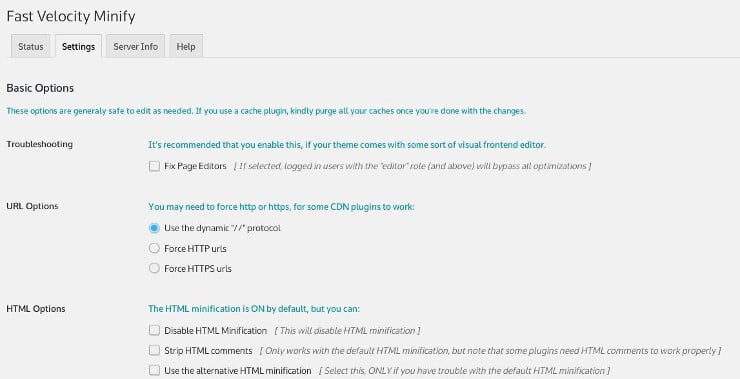 Fast Velocity Minify
Status Settings Server Info Help
Basic Options
These options are generaly safe to edit as needed. If you use a cache plugin, kindly purge all your caches once you're done with the changes.
Troubleshooting It's recommended that you enable this, if your theme comes with some sort of visual frontend editor.
Fix Page Editors [ If selected, logged in users with the "editor" role (and above) will bypass all optimizations ]
URL Options You may need to force http or https, for some CDN plugins to work:
Use the dynamic "//" protocol
Force HTTP urls
Force HTTPS urls
HTML Options The HTML minification is ON by default, but you can:
Disable HTML Minification [ This will disable HTML minification ]
Strip HTML comments [ Only works with the default HTML minification, but note that some plugins need HTML comments to work properly ]
Use the alternative HTML minification [ Select this, ONLY if you have trouble with the default HTML minification ]